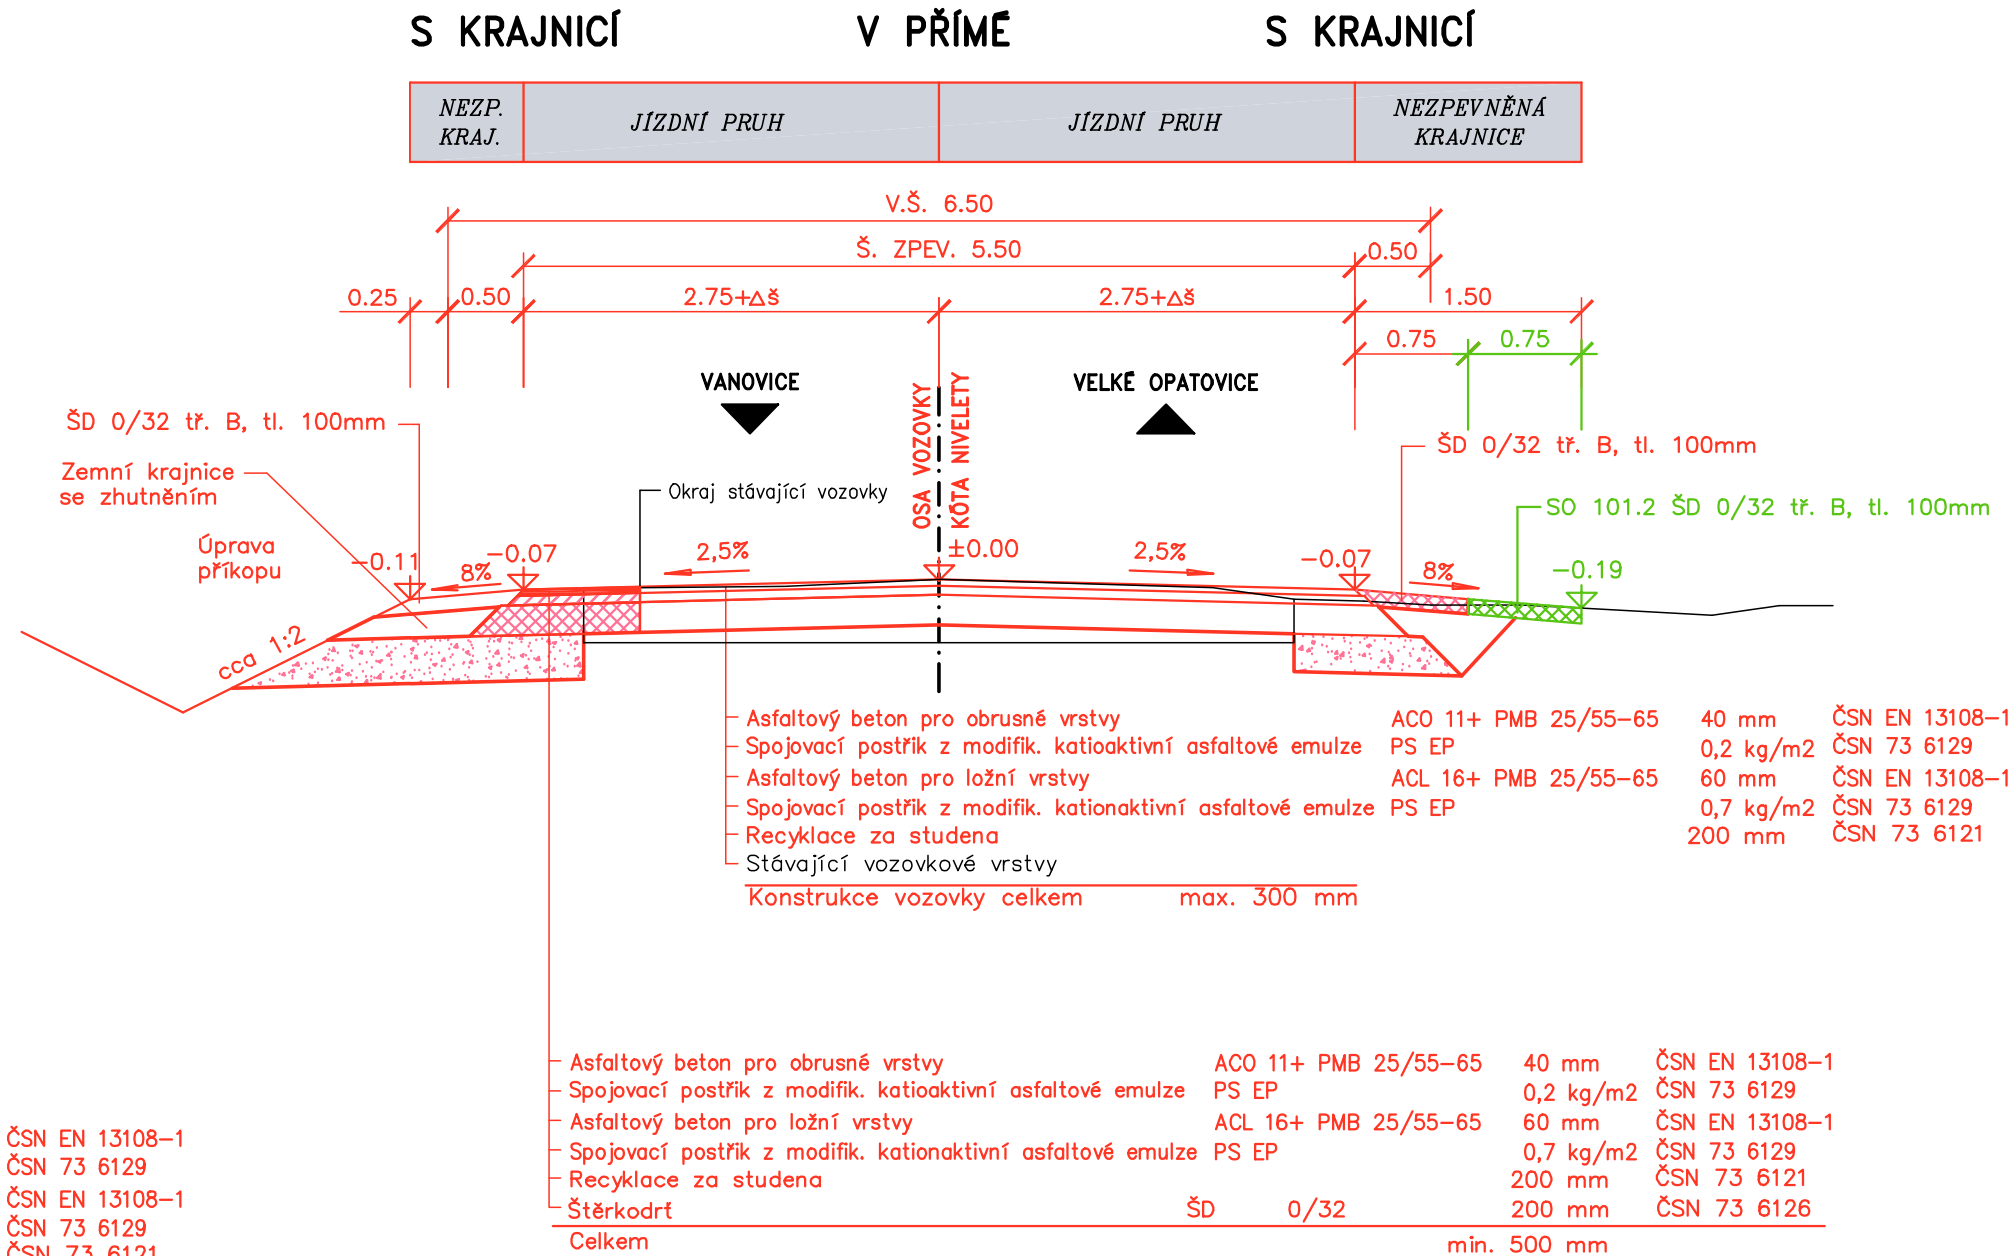 S KRAJNICÍ V PŘÍMÉ S KRAJNICÍ
NEZP.
KRAJ.
JÍZDNÍ PRUH
JÍZDNÍ PRUH
NEZPEVNĚNÁ
KRAJNICE
V.Š. 6.50
Š. ZPEV. 5.50
0.50
0.25
0.50
2.75+Δš
2.75+Δš
1.50
0.75
0.75
VANOVICE
VELKÉ OPATOVICE
OSA VOZOVKY
KÓTA NIVELETY
ŠD 0/32 tř. B, tl. 100mm
Zemní krajnice
se zhutněním
Úprava
příkopu
Okraj stávající vozovky
ŠD 0/32 tř. B, tl. 100mm
SO 101.2 ŠD 0/32 tř. B, tl. 100mm
-0.11
8%
-0.07
2,5%
±0.00
2,5%
-0.07
8%
-0.19
cca 1:2
Asfaltový beton pro obrusné vrstvy ACO 11+ PMB 25/55-65 40 mm ČSN EN 13108-1
Spojovací postřik z modifik. katioaktivní asfaltové emulze PS EP 0,2 kg/m2 ČSN 73 6129
Asfaltový beton pro ložní vrstvy ACL 16+ PMB 25/55-65 60 mm ČSN EN 13108-1
Spojovací postřik z modifik. kationaktivní asfaltové emulze PS EP 0,7 kg/m2 ČSN 73 6129
Recyklace za studena 200 mm ČSN 73 6121
Stávající vozovkové vrstvy
Konstrukce vozovky celkem max. 300 mm
Asfaltový beton pro obrusné vrstvy ACO 11+ PMB 25/55-65 40 mm ČSN EN 13108-1
Spojovací postřik z modifik. katioaktivní asfaltové emulze PS EP 0,2 kg/m2 ČSN 73 6129
Asfaltový beton pro ložní vrstvy ACL 16+ PMB 25/55-65 60 mm ČSN EN 13108-1
Spojovací postřik z modifik. kationaktivní asfaltové emulze PS EP 0,7 kg/m2 ČSN 73 6129
Recyklace za studena 200 mm ČSN 73 6121
Štěrkodrť ŠD 0/32 200 mm ČSN 73 6126
Celkem min. 500 mm
ČSN EN 13108-1
ČSN 73 6129
ČSN EN 13108-1
ČSN 73 6129
ČSN 73 6121